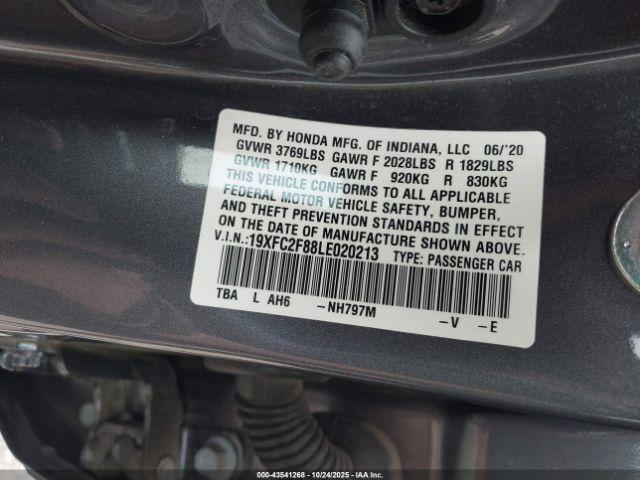 MFD. BY HONDA MFG. OF INDIANA, LLC 06/'20
GVWR 3769LBS GAWR F 2028LBS R 1829LBS
GVWR 1710KG GAWR F 920KG R 830KG
THIS VEHICLE CONFORMS TO ALL APPLICABLE
FEDERAL MOTOR VEHICLE SAFETY, BUMPER,
AND THEFT PREVENTION STANDARDS IN EFFECT
ON THE DATE OF MANUFACTURE SHOWN ABOVE.
V.I.N.:19XFC2F88LE020213 TYPE: PASSENGER CAR
TBA L AH6 -NH797M -V -E
000-43541268 - 10/24/2025 - IAAI, Inc.